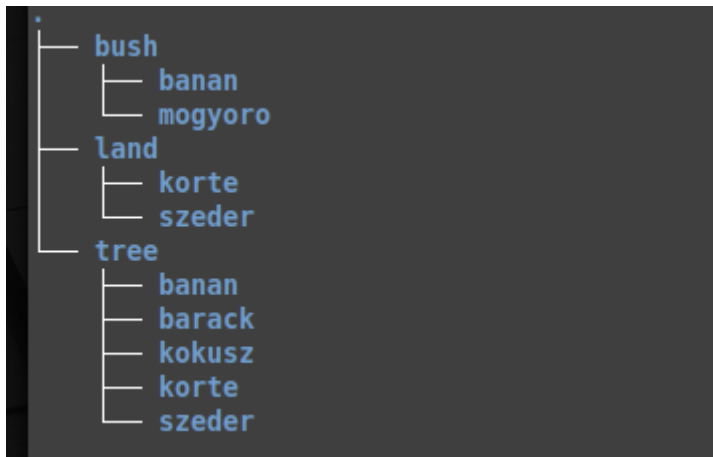 .
bush
banan
mogyoro
land
korte
szeder
tree
banan
barack
kokusz
korte
szeder